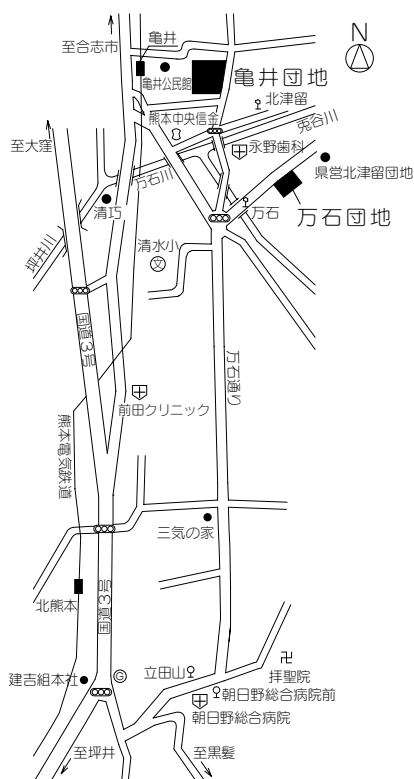 N
亀井
至合志市
亀井公民館
亀井団地
北津留
熊本中央信金
兎谷川
至大窪
永野歯科
万石川
県営北津留団地
清巧
万石
万石団地
坪井川
清水小
文
国道3号
万石通り
前田クリニック
熊本電気鉄道
三気の家
北熊本
国道3号
G
建吉組本社
立田山
拝聖院
朝日野総合病院前
朝日野総合病院
至坪井
至黒髪